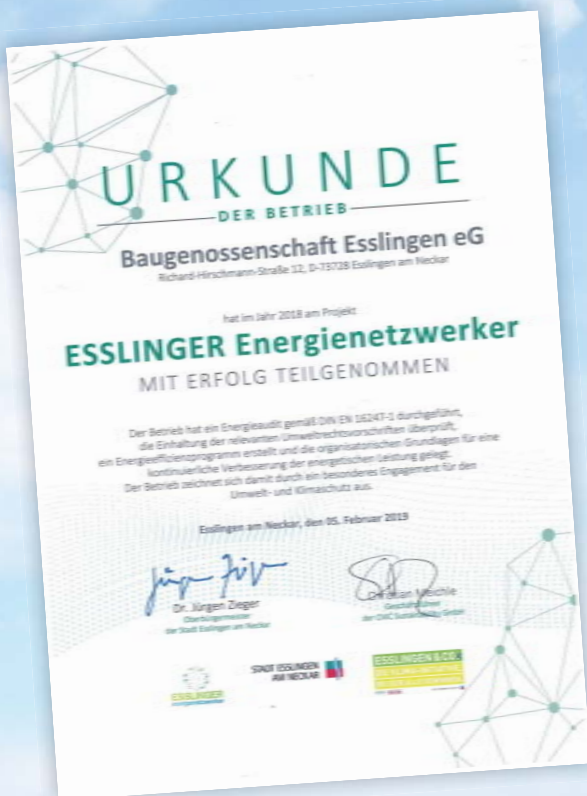 URKUNDE
DER BETRIEB
Baugenossenschaft Esslingen eG
Richard-Hirschmann-Straße 12, D-73728 Esslingen am Neckar
hat im Jahr 2018 am Projekt
ESSLINGER Energienetzwerker
MIT ERFOLG TEILGENOMMEN
Der Betrieb hat ein Energieaudit gemäß DIN EN 16247-1 durchgeführt,
die Einhaltung der relevanten Umweltrechtsvorschriften überprüft,
ein Energieeffizienzprogramm erstellt und die organisatorischen Grundlagen für eine
kontinuierliche Verbesserung der energetischen Leistung gelegt.
Der Betrieb zeichnet sich damit durch ein besonderes Engagement für den
Umwelt- und Klimaschutz aus.
Esslingen am Neckar, den 05. Februar 2019
Dr. Jürgen Zieger
Oberbürgermeister
der Stadt Esslingen am Neckar
Geschäftsführer
STADT ESSLINGEN
AM NECKAR
ESSLINGEN & CO2
ESSLINGER